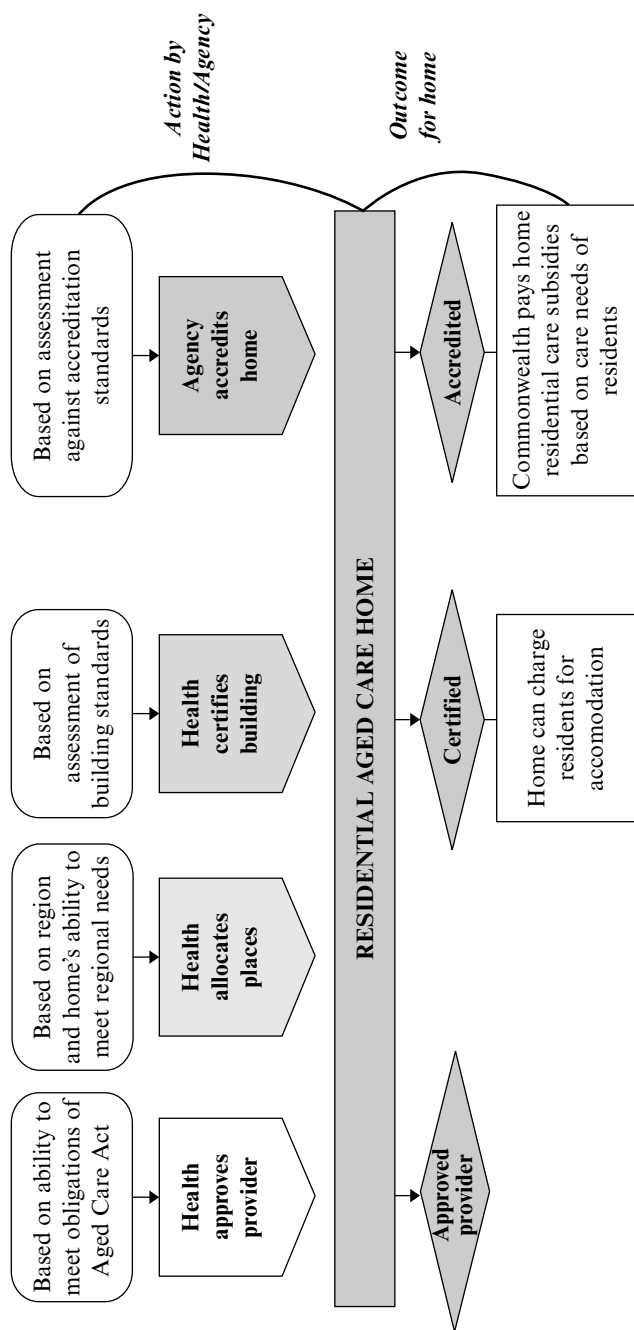 Based on ability to
meet obligations of
Aged Care Act
Based on region
and home's ability to
meet regional needs
Based on
assessment of
building standards
Based on assessment
against accreditation
standards
Action by
Health/Agency
Health
approves
provider
Health
allocates
places
Health
certifies
building
Agency
accredits
home
RESIDENTIAL AGED CARE HOME
Outcome
for home
Approved
provider
Certified
Accredited
Home can charge
residents for
accomodation
Commonwealth pays home
residential care subsidies
based on care needs of
residents